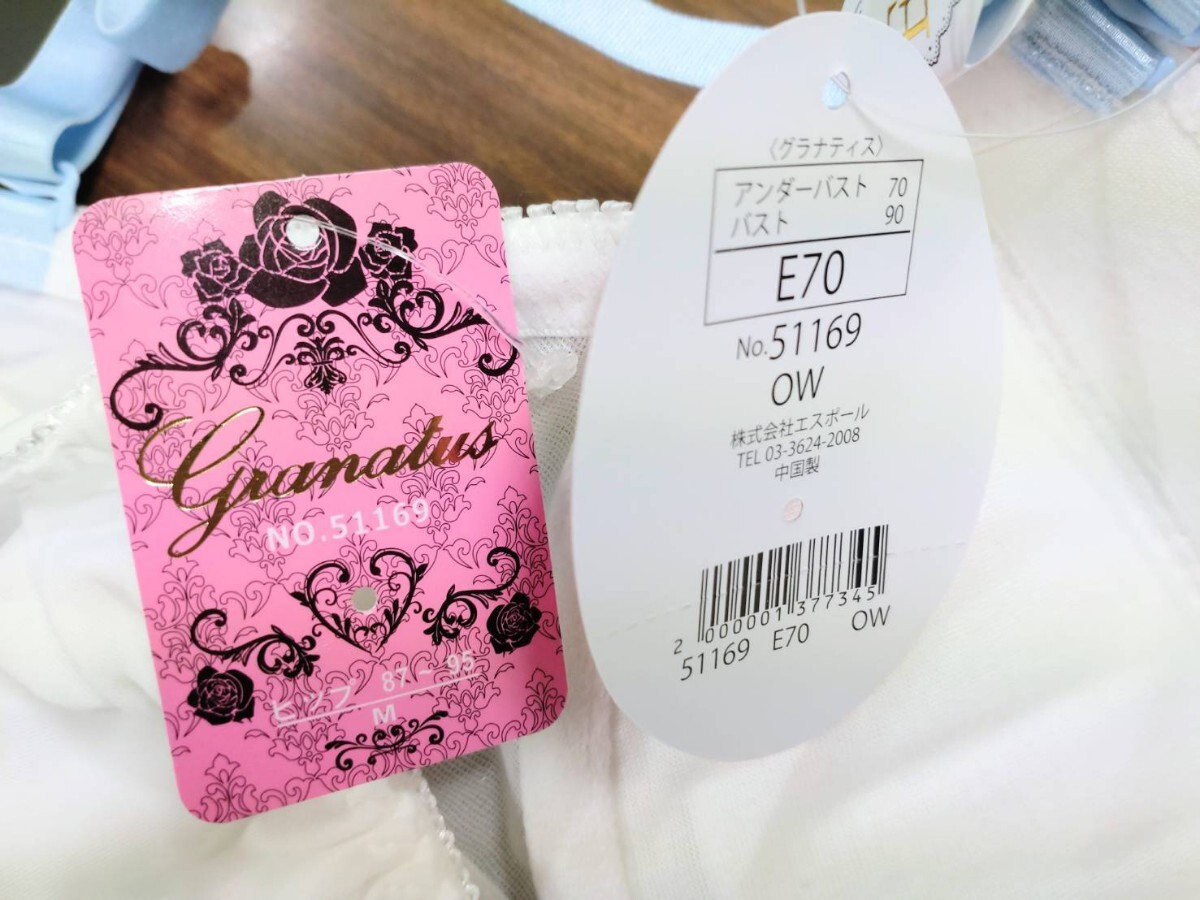 Granatus
NO.51169
ヒップ 87～95
M
〈グラナティス〉
アンダーバスト 70
バスト 90
E70
No.51169
OW
株式会社エスポール
TEL 03-3624-2008
中国製
2 000001 377345
51169 E70 OW